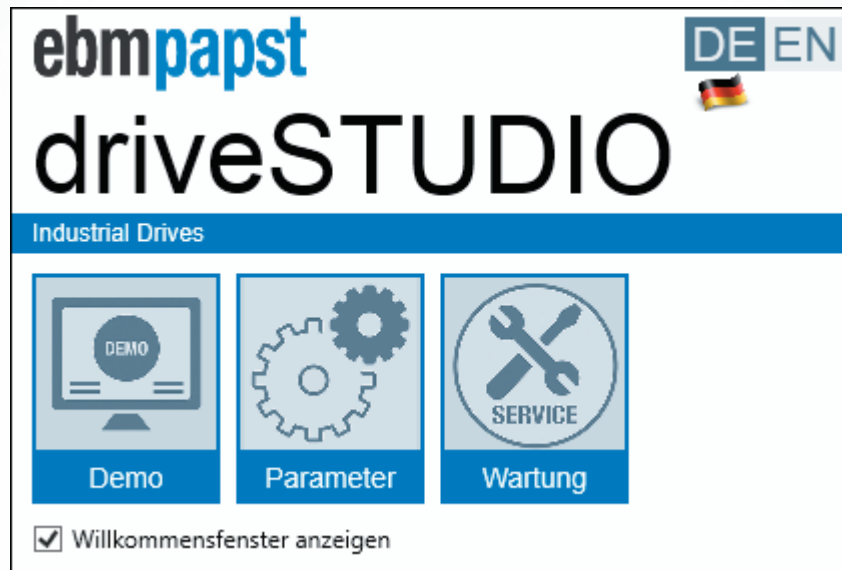 ebmpapst
DE EN
driveSTUDIO
Industrial Drives
DEMO
SERVICE
Demo
Parameter
Wartung
Willkommensfenster anzeigen